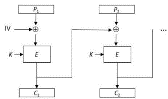 P1 P2
IV ⊕ ⊕ ...
K E K E
C1 C2